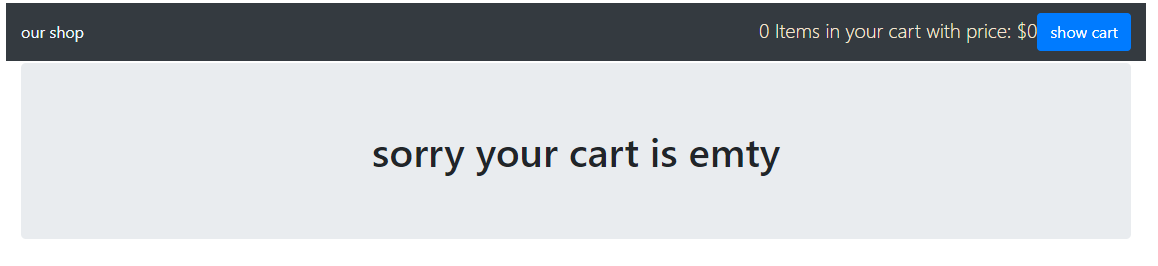 our shop
0 Items in your cart with price: $0
show cart
sorry your cart is emty